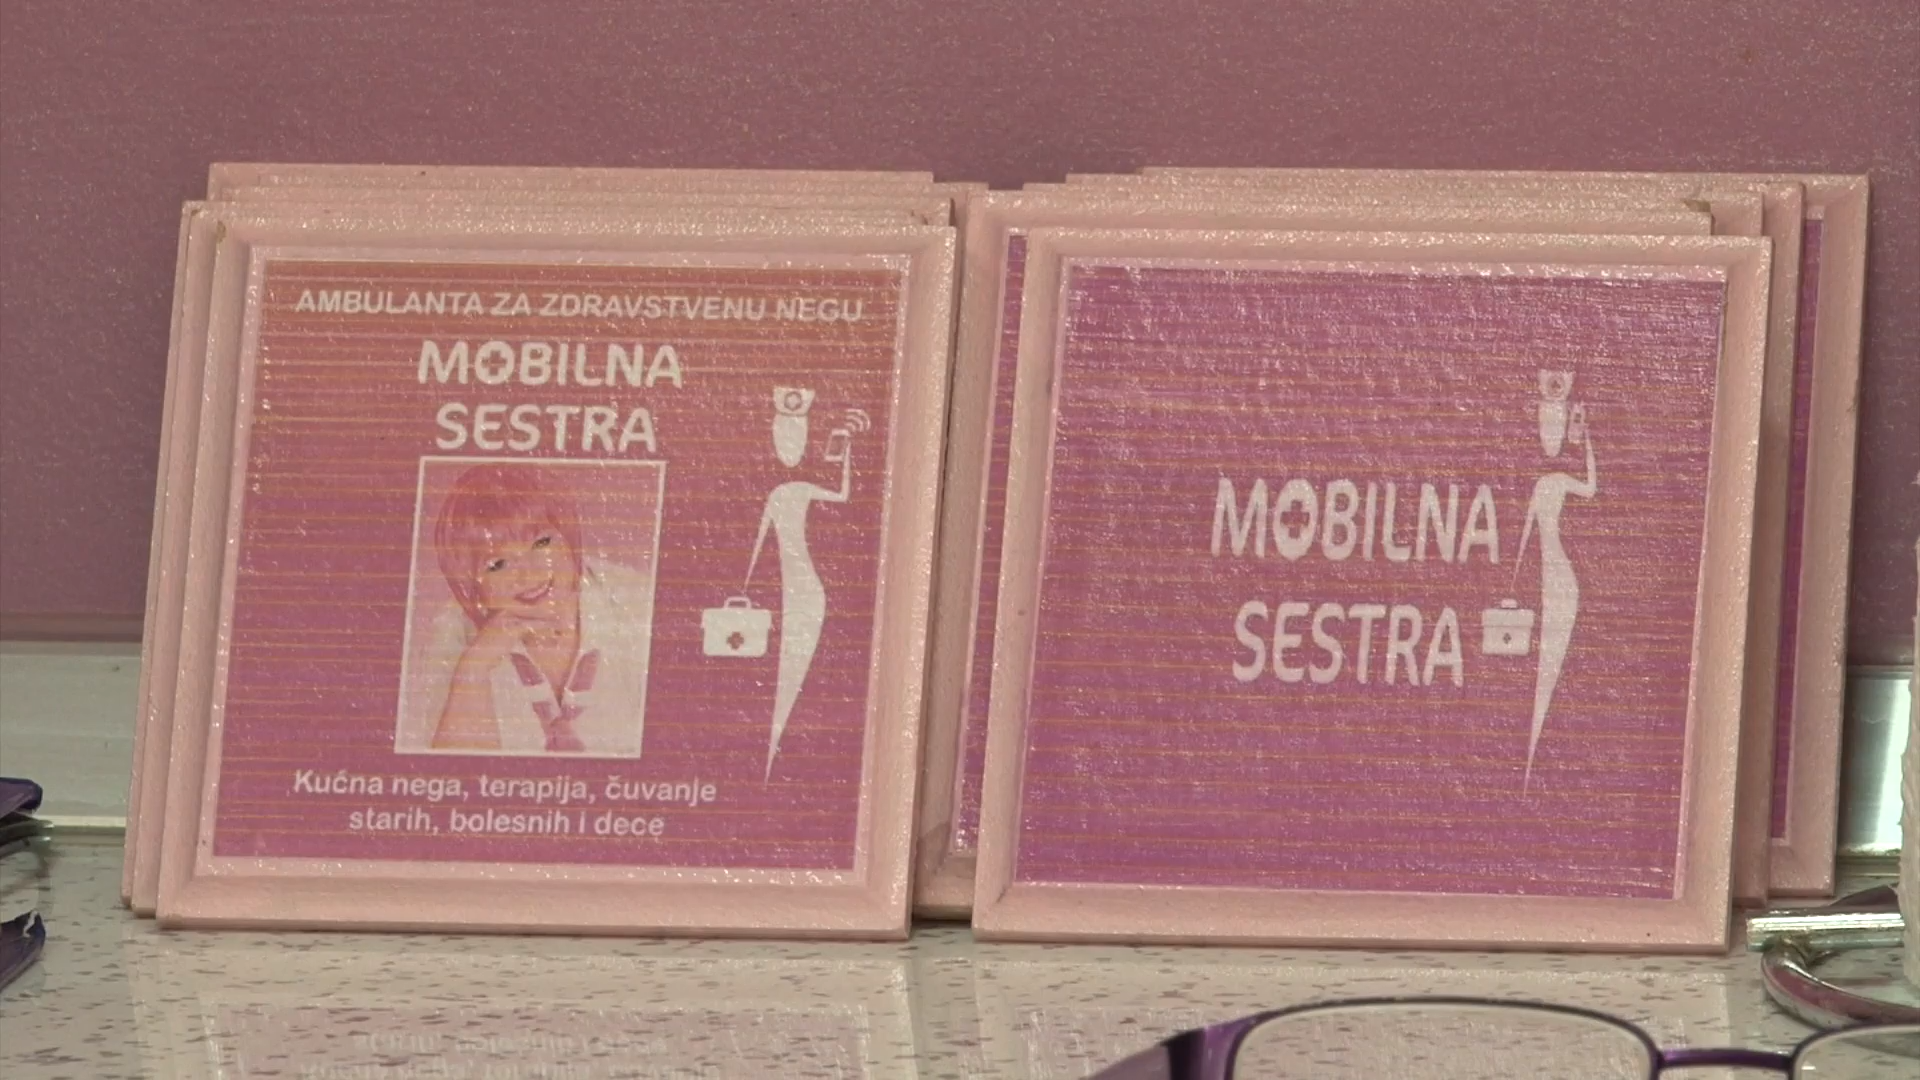 AMBULANTA ZA ZDRAVSTVENU NEGU
MOBILNA
SESTRA
Kućna nega, terapija, čuvanje
starih, bolesnih i dece
MOBILNA
SESTRA